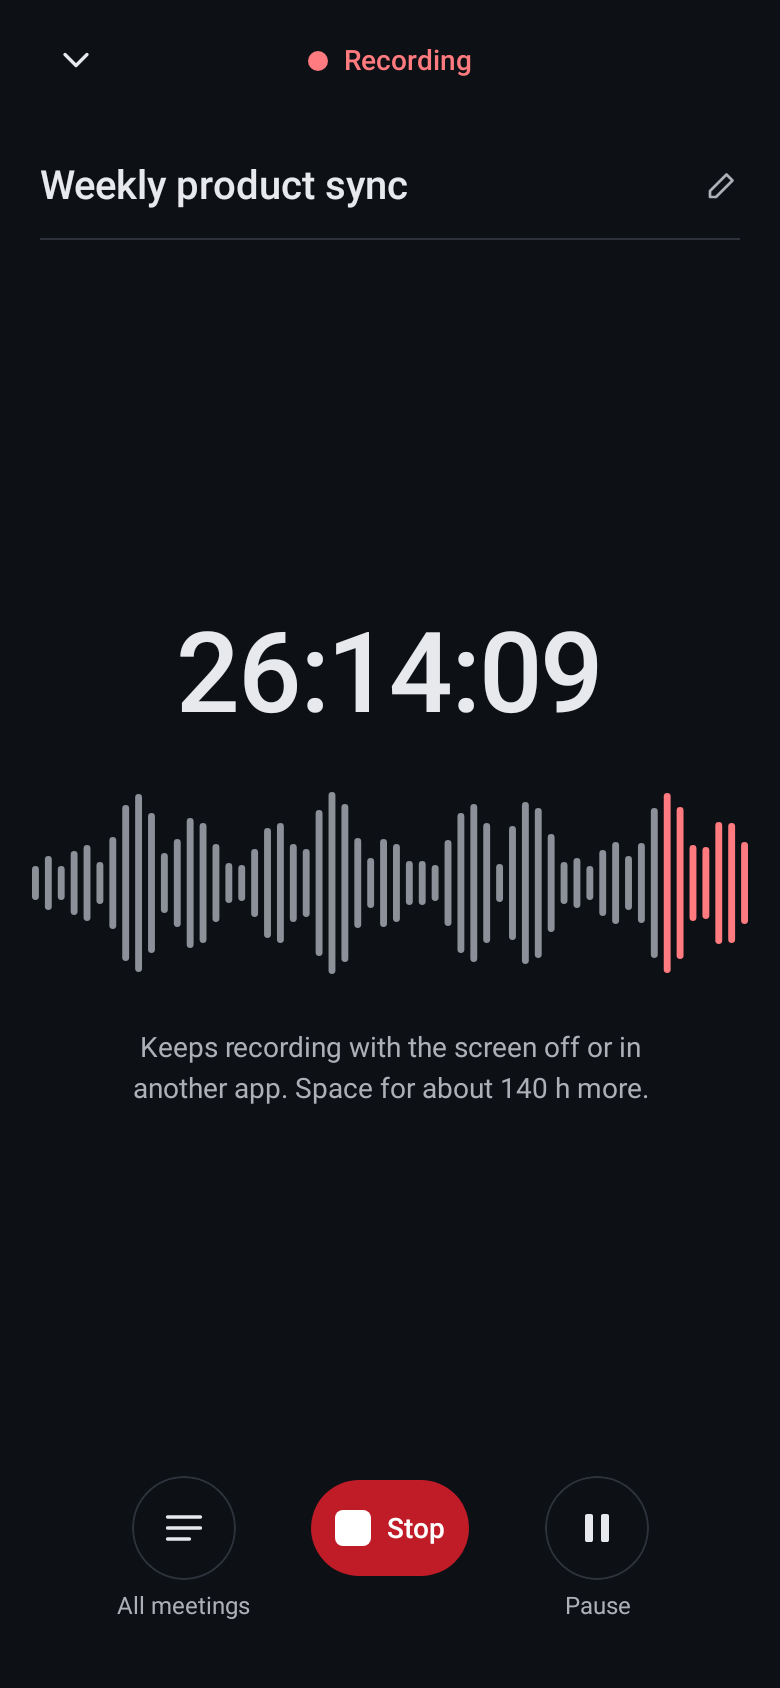 Recording
Weekly product sync
26:14:09
Keeps recording with the screen off or in
another app. Space for about 140 h more.
Stop
All meetings
Pause